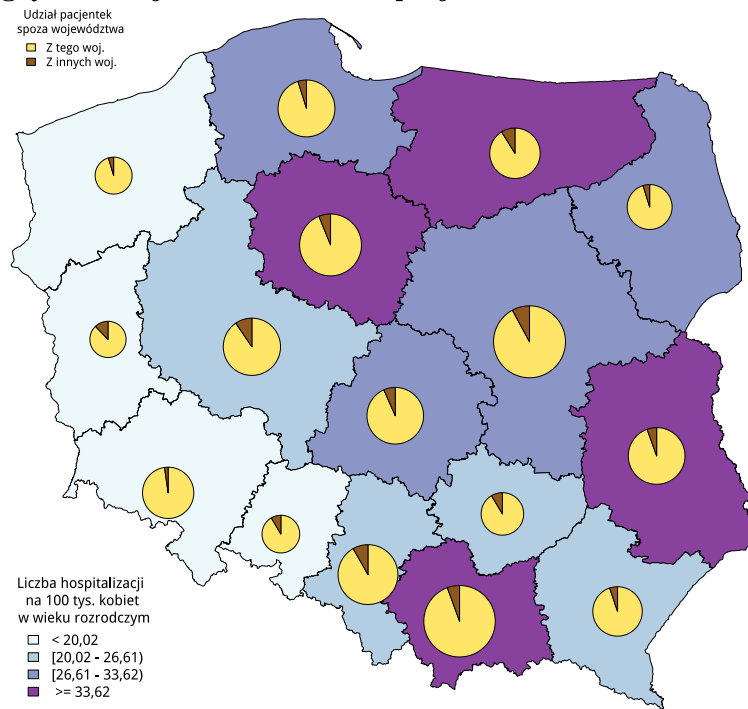 Udział pacjentek
spoza województwa
Z tego woj.
Z innych woj.
Liczba hospitalizacji
na 100 tys. kobiet
w wieku rozrodczym
< 20,02
[20,02 - 26,61)
[26,61 - 33,62)
>= 33,62